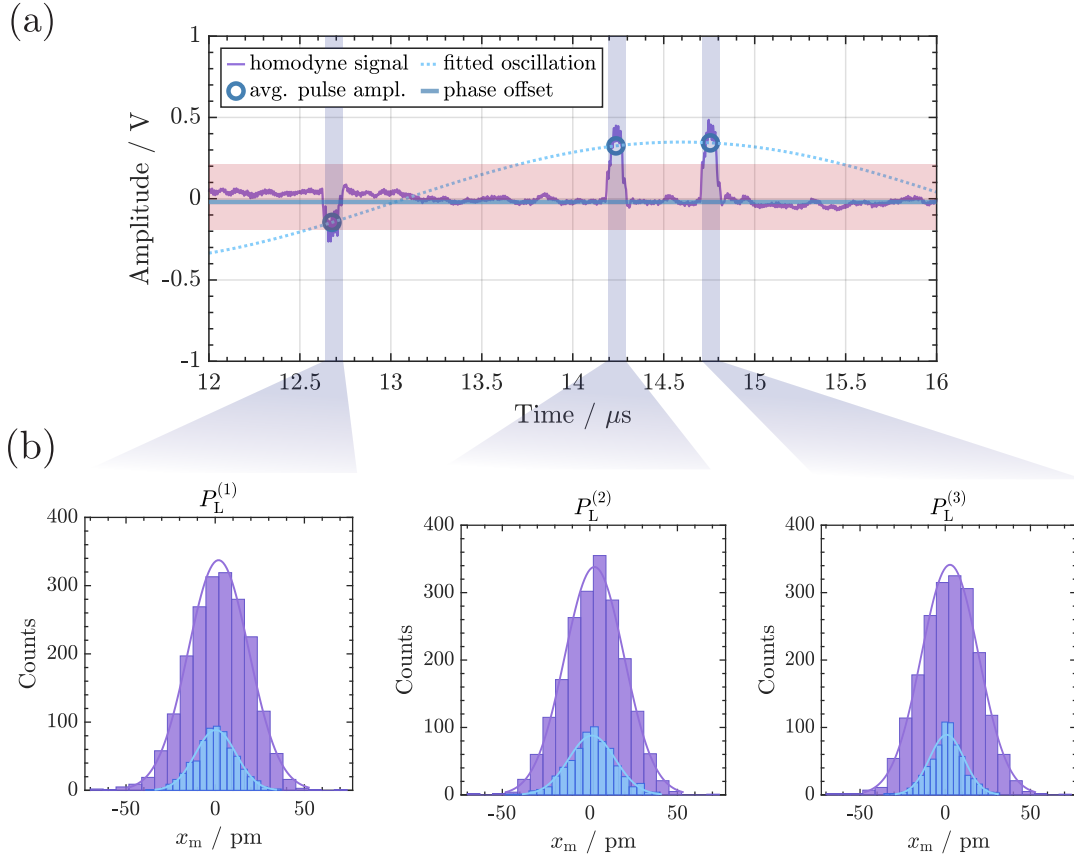 (a)
Amplitude / V
1
0.5
0
-0.5
-1
homodyne signal
fitted oscillation
avg. pulse ampl.
phase offset
12 12.5 13 13.5 14 14.5 15 15.5 16
Time / μs
(b)
P_L^(1)
Counts
400
300
200
100
0
-50 0 50
x_m / pm
P_L^(2)
Counts
400
300
200
100
0
-50 0 50
x_m / pm
P_L^(3)
Counts
400
300
200
100
0
-50 0 50
x_m / pm